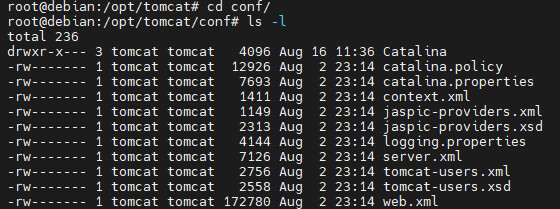 root@debian:/opt/tomcat# cd conf/
root@debian:/opt/tomcat/conf# ls -l
total 236
drwxr-x--- 3 tomcat tomcat   4096 Aug 16 11:36 Catalina
-rw------- 1 tomcat tomcat  12926 Aug  2 23:14 catalina.policy
-rw------- 1 tomcat tomcat   7693 Aug  2 23:14 catalina.properties
-rw------- 1 tomcat tomcat   1411 Aug  2 23:14 context.xml
-rw------- 1 tomcat tomcat   1149 Aug  2 23:14 jaspic-providers.xml
-rw------- 1 tomcat tomcat   2313 Aug  2 23:14 jaspic-providers.xsd
-rw------- 1 tomcat tomcat   4144 Aug  2 23:14 logging.properties
-rw------- 1 tomcat tomcat   7126 Aug  2 23:14 server.xml
-rw------- 1 tomcat tomcat   2756 Aug  2 23:14 tomcat-users.xml
-rw------- 1 tomcat tomcat   2558 Aug  2 23:14 tomcat-users.xsd
-rw------- 1 tomcat tomcat 172780 Aug  2 23:14 web.xml